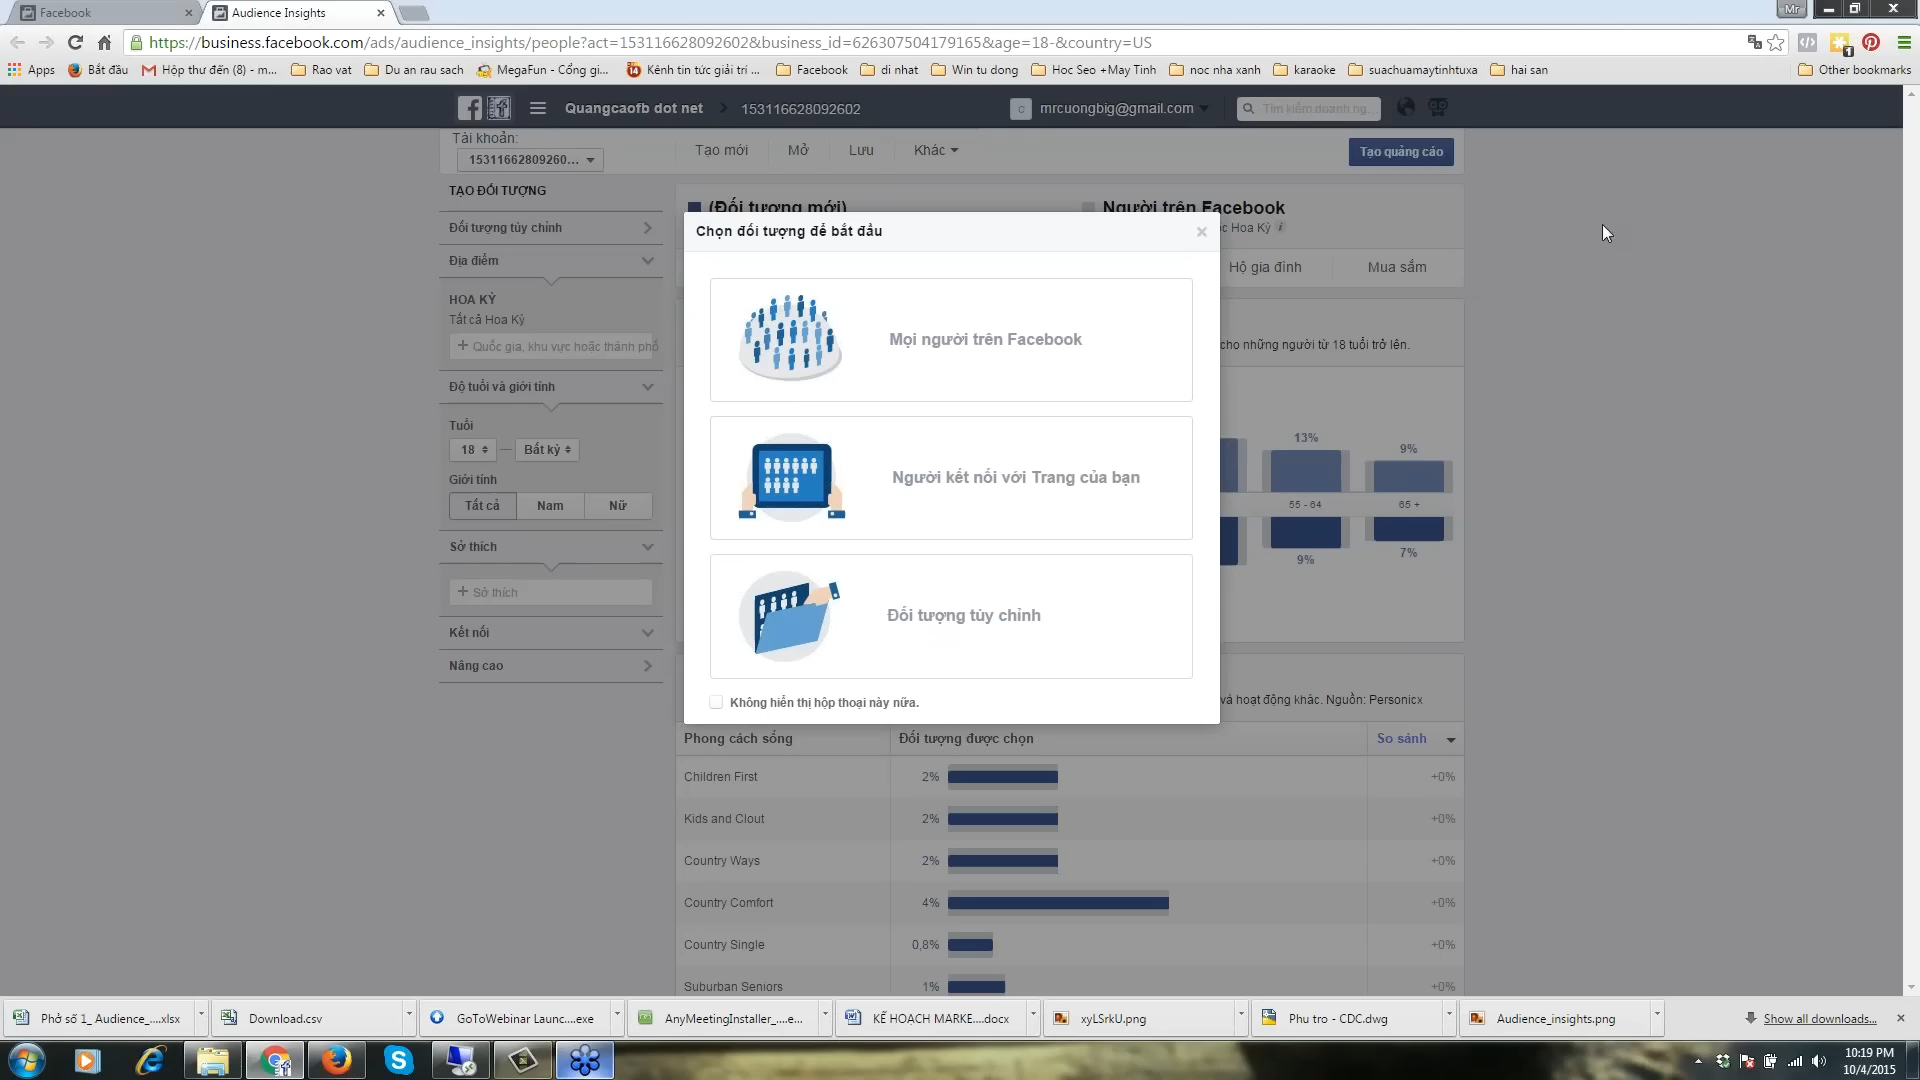 Facebook
Audience Insights
Mr
https://business.facebook.com/ads/audience_insights/people?act=153116628092602&business_id=626307504179165&age=18-&country=US
Apps
Bắt đầu
Hộp thư đến (8) - m...
Rao vat
Du an rau sach
MegaFun - Cổng gi...
Kênh tin tức giải trí ...
Facebook
di nhat
Win tu dong
Hoc Seo +May Tinh
noc nha xanh
karaoke
suachuamaytinhtuxa
hai san
Other bookmarks
Quangcaofb dot net
153116628092602
mrcuongbig@gmail.com
Tìm kiếm doanh ng...
Tài khoản:
15311662809260...
Tạo mới
Mở
Lưu
Khác
Tạo quảng cáo
TẠO ĐỐI TƯỢNG
(Đối tượng mới)
Người trên Facebook
Đối tượng tùy chỉnh
Chọn đối tượng để bắt đầu
Hoa Kỳ
Địa điểm
Hộ gia đình
Mua sắm
HOA KỲ
Tất cả Hoa Kỳ
Quốc gia, khu vực hoặc thành phố
Mọi người trên Facebook
cho những người từ 18 tuổi trở lên.
Độ tuổi và giới tính
Tuổi
18
Bất kỳ
13%
9%
Giới tính
Người kết nối với Trang của bạn
Tất cả
Nam
Nữ
55 - 64
65 +
Sở thích
9%
7%
Sở thích
Đối tượng tùy chỉnh
Kết nối
Nâng cao
Không hiển thị hộp thoại này nữa.
và hoạt động khác. Nguồn: Personicx
Phong cách sống
Đối tượng được chọn
So sánh
Children First
2%
+0%
Kids and Clout
2%
+0%
Country Ways
2%
+0%
Country Comfort
4%
+0%
Country Single
0,8%
+0%
Suburban Seniors
1%
+0%
Phở số 1_ Audience_....xlsx
Download.csv
GoToWebinar Launc....exe
AnyMeetingInstaller_....e...
KẾ HOẠCH MARKE....docx
xyLSrkU.png
Phu tro - CDC.dwg
Audience_insights.png
Show all downloads...
10:19 PM
10/4/2015